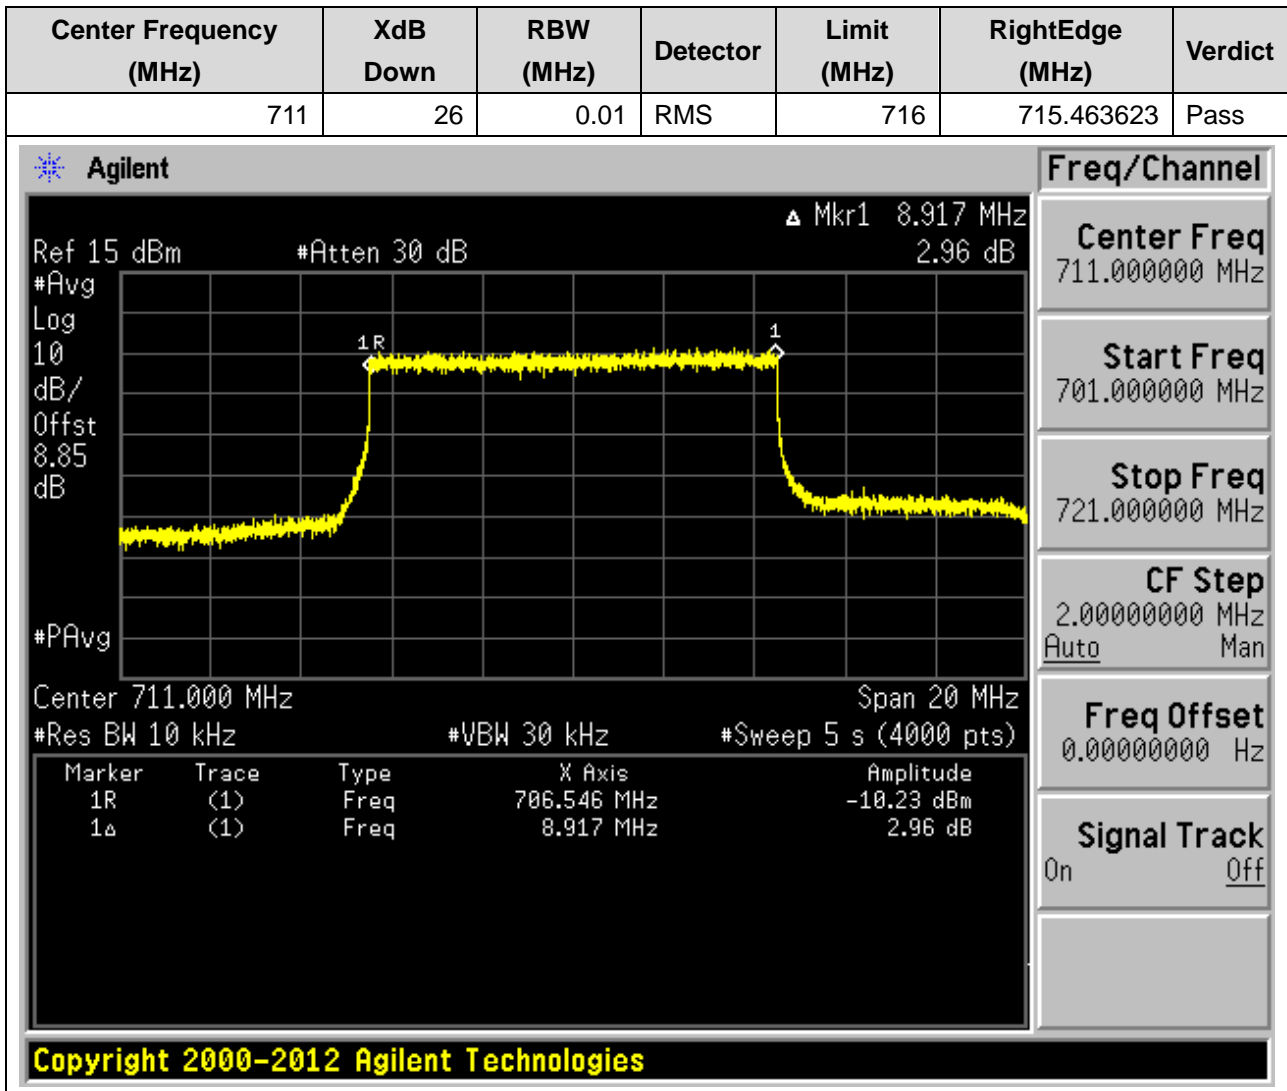 Center Frequency (MHz) XdB Down RBW (MHz) Detector Limit (MHz) RightEdge (MHz) Verdict
711 26 0.01 RMS 716 715.463623 Pass
Agilent
Freq/Channel
Δ Mkr1 8.917 MHz
Ref 15 dBm #Atten 30 dB 2.96 dB
#Avg
Log
10
dB/
Offst
8.85
dB
#PAvg
1R
1
Center 711.000 MHz Span 20 MHz
#Res BW 10 kHz #VBW 30 kHz #Sweep 5 s (4000 pts)
Marker Trace Type X Axis Amplitude
1R (1) Freq 706.546 MHz -10.23 dBm
1Δ (1) Freq 8.917 MHz 2.96 dB
Center Freq
711.000000 MHz
Start Freq
701.000000 MHz
Stop Freq
721.000000 MHz
CF Step
2.00000000 MHz
Auto Man
Freq Offset
0.00000000 Hz
Signal Track
On Off
Copyright 2000-2012 Agilent Technologies